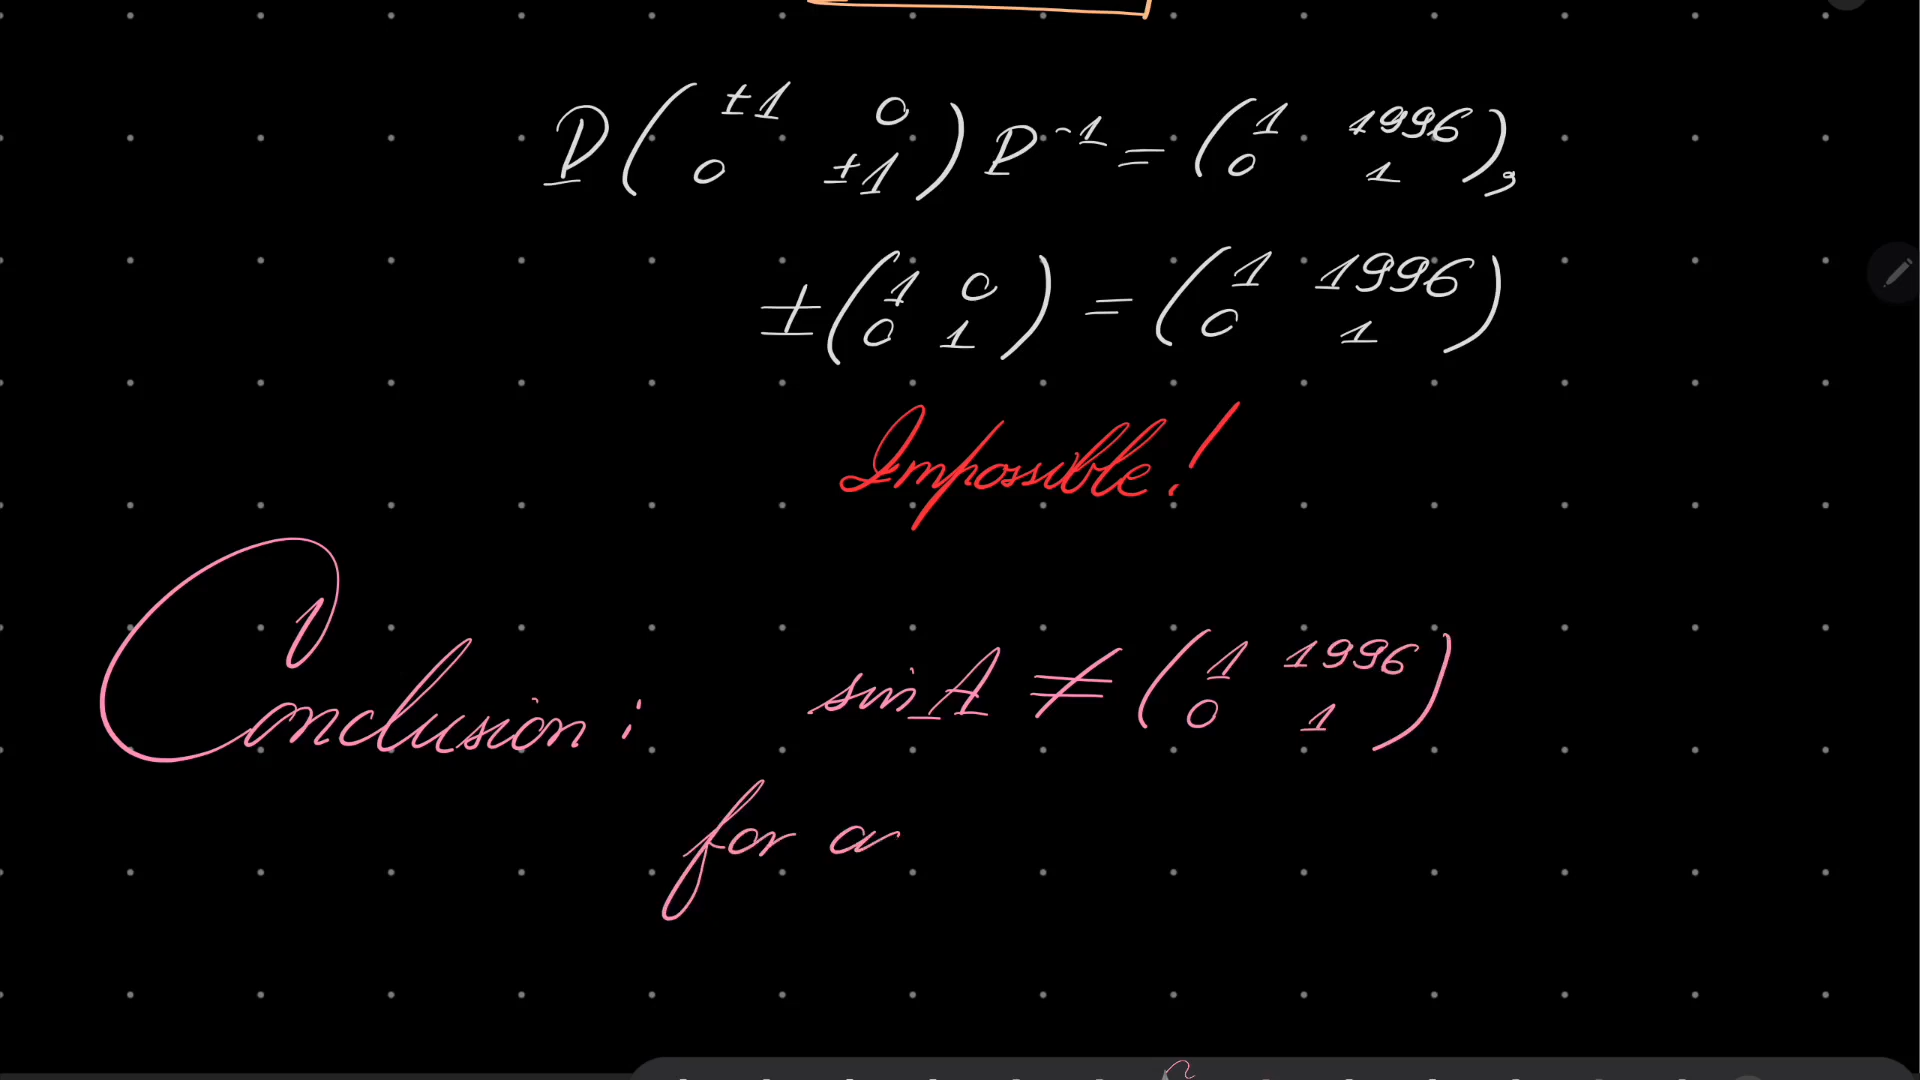 P(±1 0
0 ±1) P⁻¹ = (1 1996
0 1),
±(1 0
0 1) = (1 1996
0 1)
Impossible!
Conclusion: sin A ≠ (1 1996
0 1)
for a